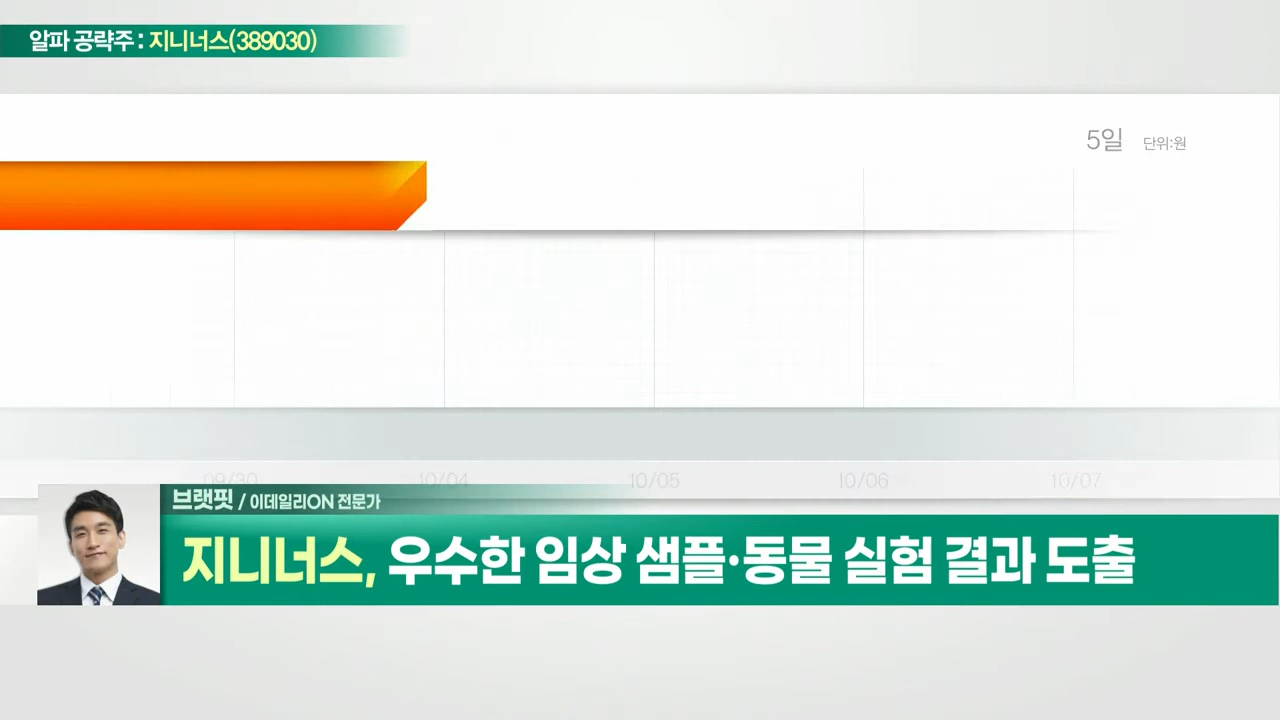 알파 공략주 : 지니너스(389030)
5일 단위:원
09/30 10/04 10/05 10/06 10/07
브랫핏 / 이데일리ON 전문가
지니너스, 우수한 임상 샘플·동물 실험 결과 도출